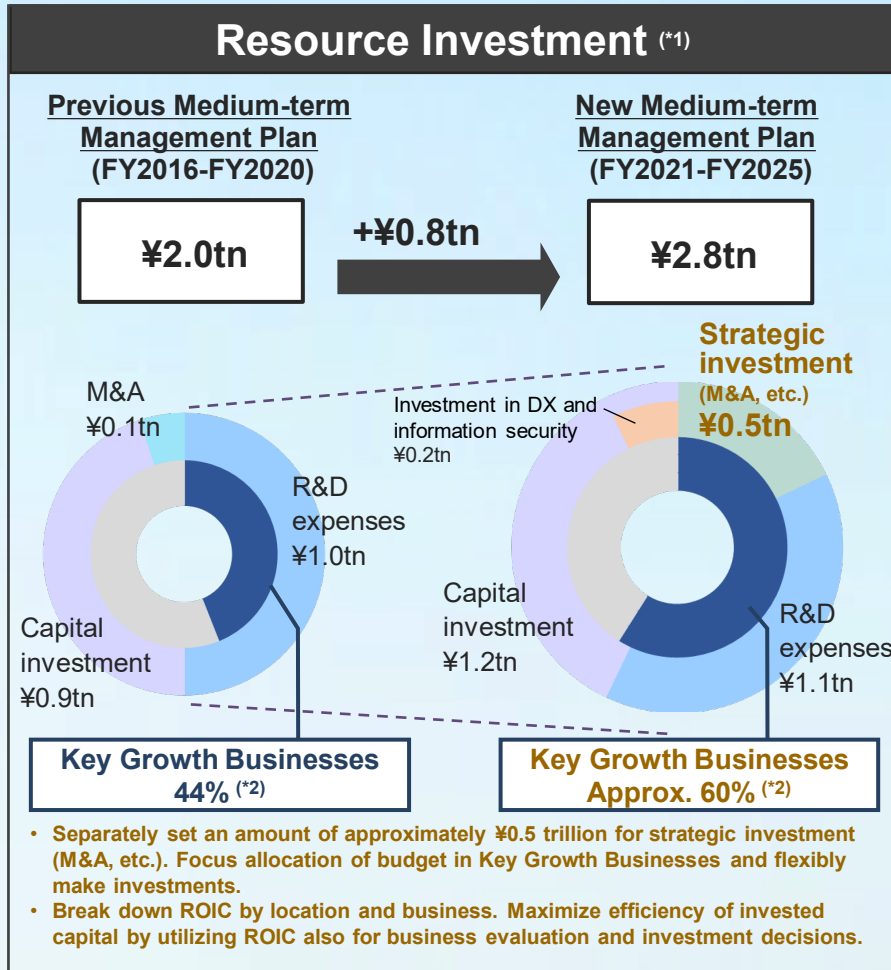 Resource Investment (*1)
Previous Medium-term
Management Plan
(FY2016-FY2020)
New Medium-term
Management Plan
(FY2021-FY2025)
¥2.0tn
+¥0.8tn
¥2.8tn
M&A
¥0.1tn
R&D
expenses
¥1.0tn
Capital
investment
¥0.9tn
Strategic
investment
(M&A, etc.)
¥0.5tn
Investment in DX and
information security
¥0.2tn
Capital
investment
¥1.2tn
R&D
expenses
¥1.1tn
Key Growth Businesses
44% (*2)
Key Growth Businesses
Approx. 60% (*2)
• Separately set an amount of approximately ¥0.5 trillion for strategic investment
(M&A, etc.). Focus allocation of budget in Key Growth Businesses and flexibly
make investments.
• Break down ROIC by location and business. Maximize efficiency of invested
capital by utilizing ROIC also for business evaluation and investment decisions.